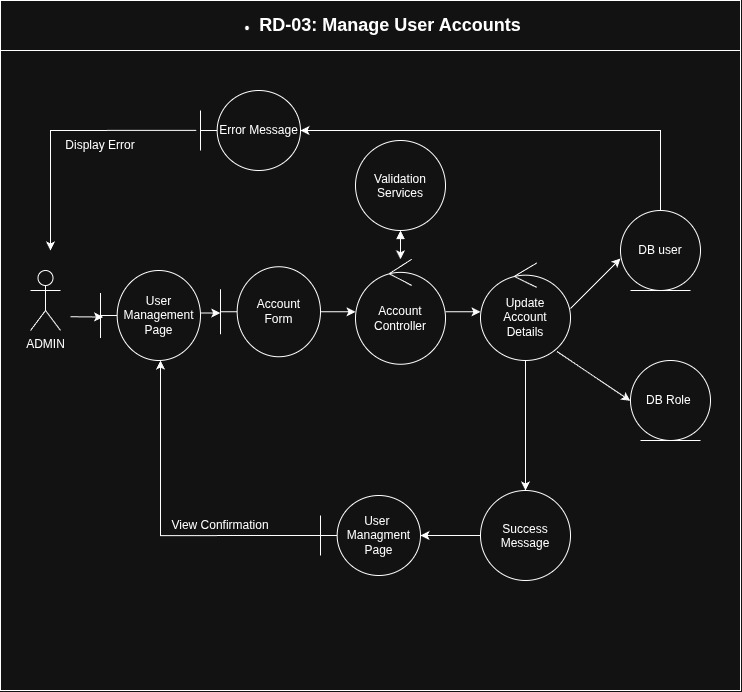 • RD-03: Manage User Accounts
Error Message
Display Error
Validation
Services
DB user
User
Management
Page
Account
Form
Account
Controller
Update
Account
Details
ADMIN
DB Role
View Confirmation
User
Managment
Page
Success
Message